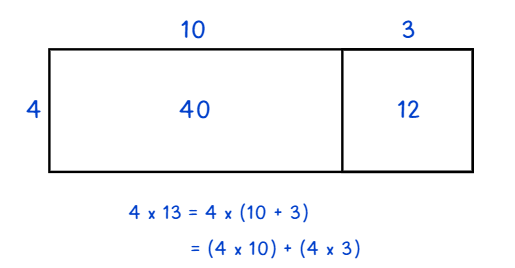 10 3
4 40 12
4 x 13 = 4 x (10 + 3)
= (4 x 10) + (4 x 3)